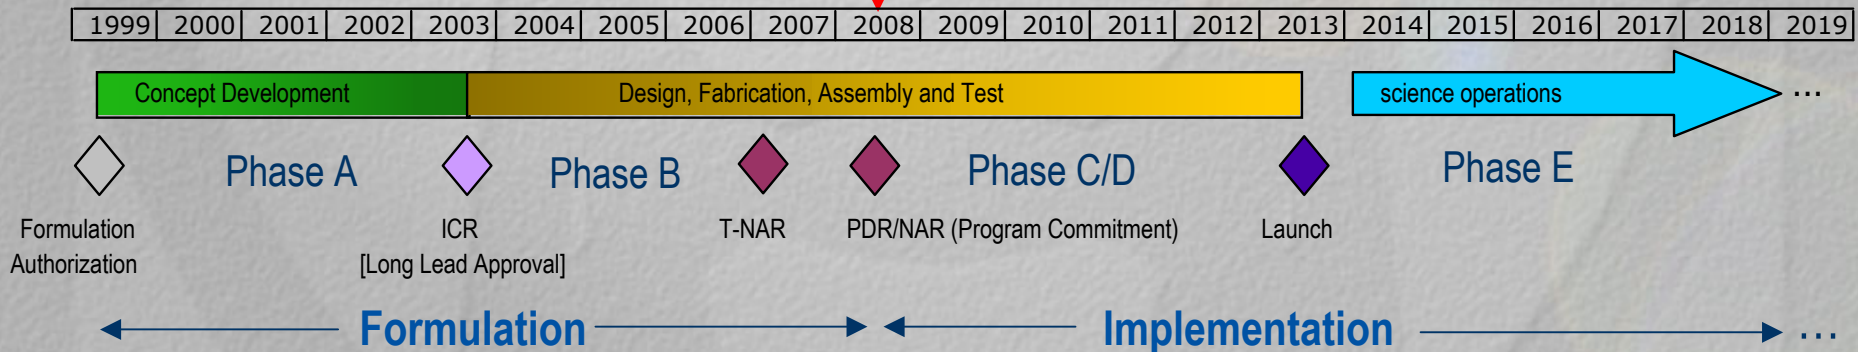 1999 2000 2001 2002 2003 2004 2005 2006 2007 2008 2009 2010 2011 2012 2013 2014 2015 2016 2017 2018 2019
Concept Development Design, Fabrication, Assembly and Test science operations ...
Phase A Phase B Phase C/D Phase E
Formulation
Authorization
ICR
[Long Lead Approval]
T-NAR
PDR/NAR (Program Commitment)
Launch
Formulation Implementation ...